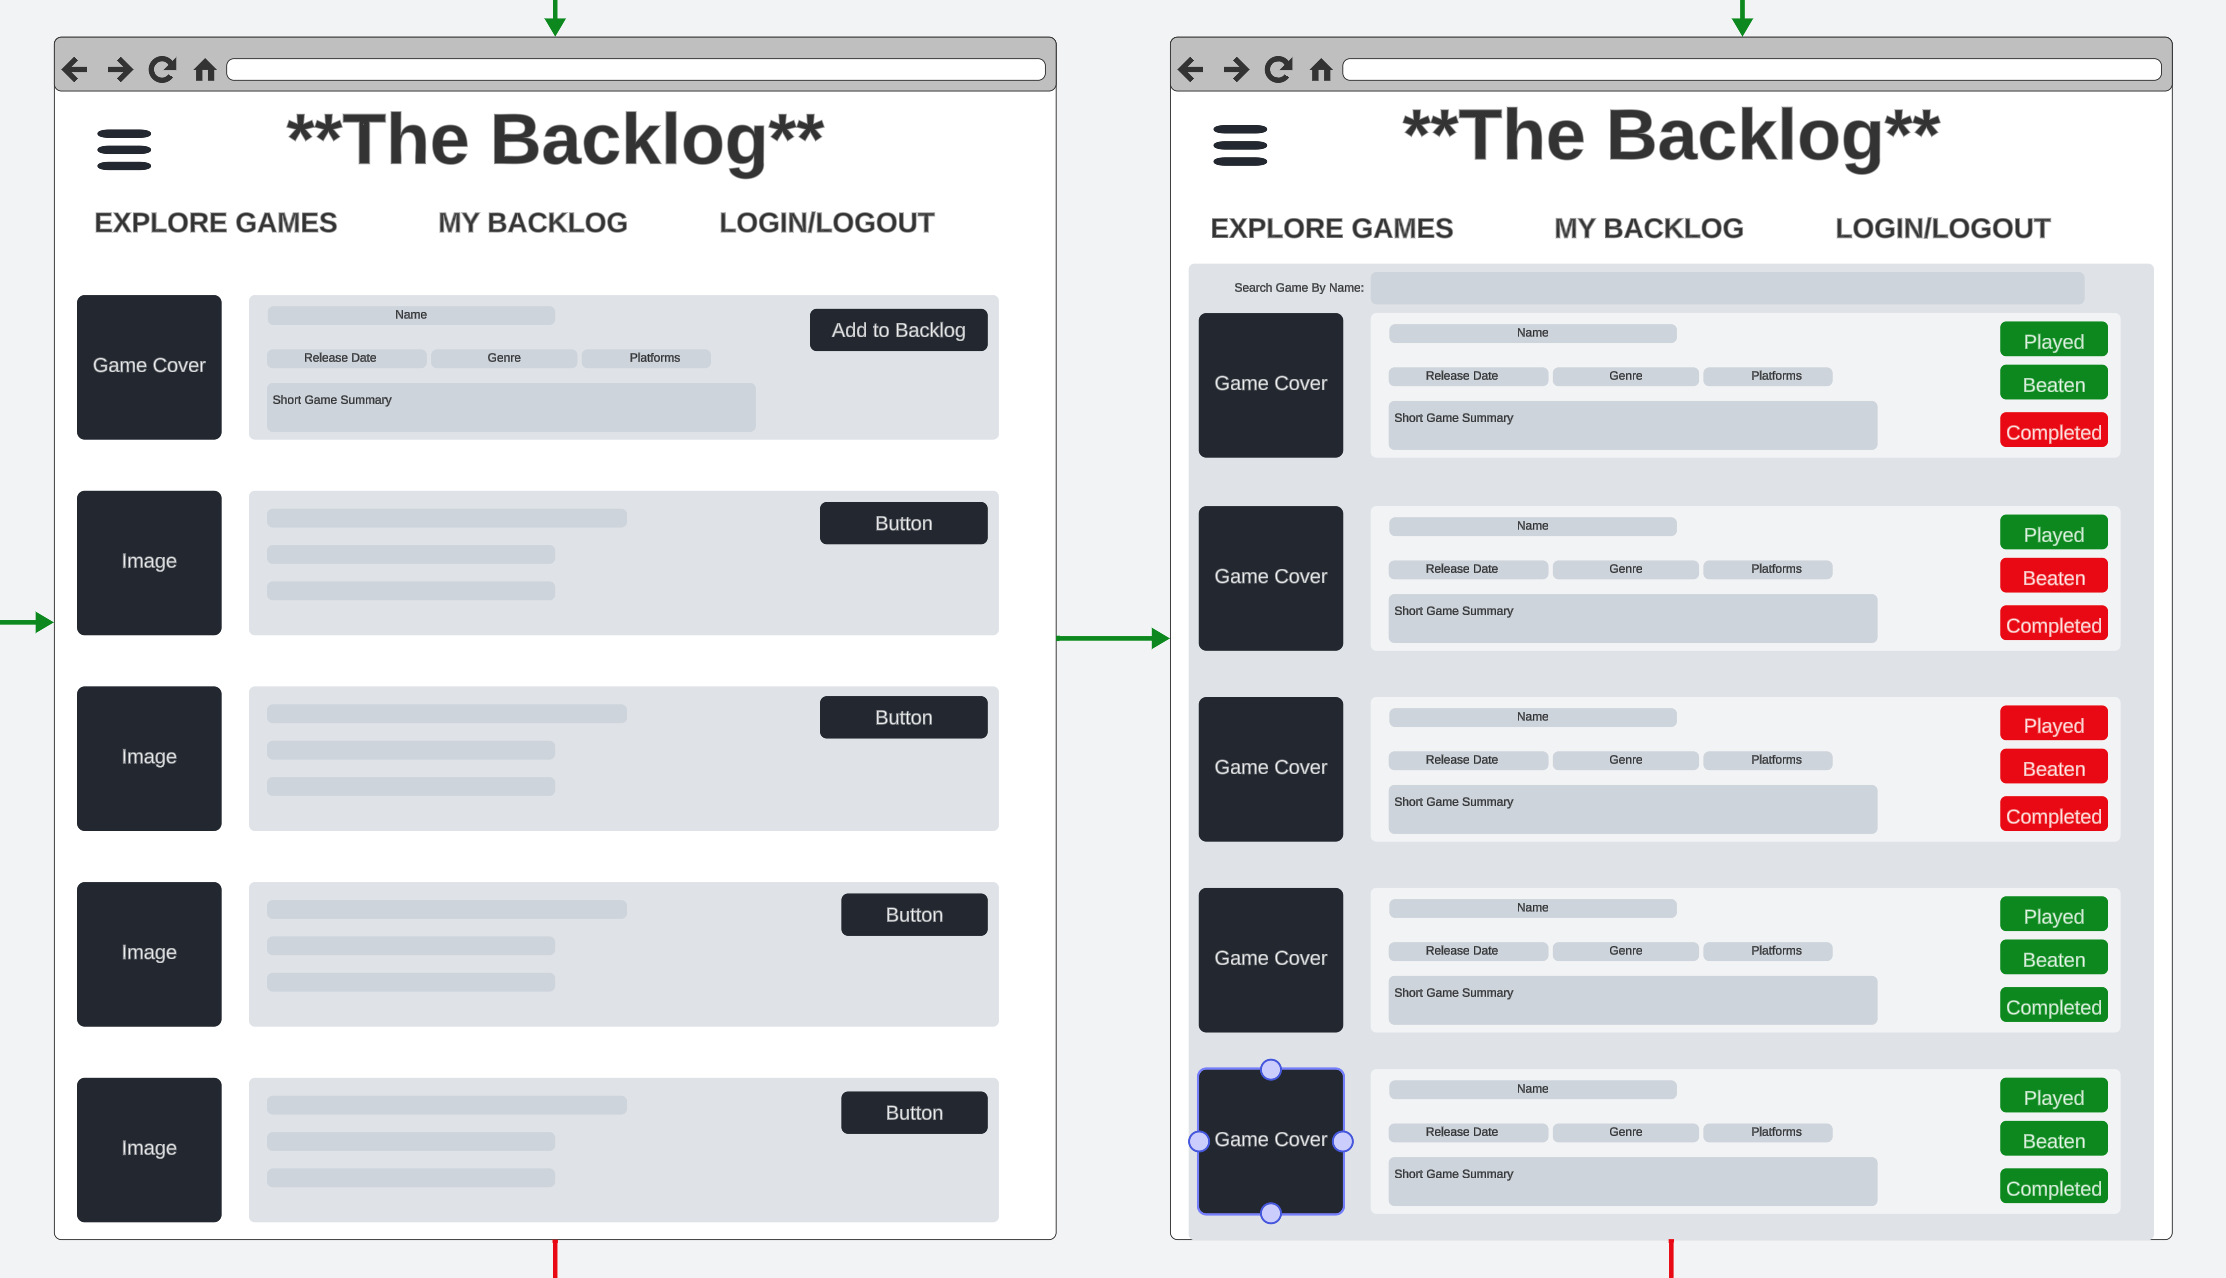 **The Backlog**
EXPLORE GAMES MY BACKLOG LOGIN/LOGOUT
Game Cover
Name
Add to Backlog
Release Date Genre Platforms
Short Game Summary
Image
Button
Image
Button
Image
Button
Image
Button
**The Backlog**
EXPLORE GAMES MY BACKLOG LOGIN/LOGOUT
Search Game By Name:
Game Cover
Name
Release Date Genre Platforms
Short Game Summary
Played
Beaten
Completed
Game Cover
Name
Release Date Genre Platforms
Short Game Summary
Played
Beaten
Completed
Game Cover
Name
Release Date Genre Platforms
Short Game Summary
Played
Beaten
Completed
Game Cover
Name
Release Date Genre Platforms
Short Game Summary
Played
Beaten
Completed
Game Cover
Name
Release Date Genre Platforms
Short Game Summary
Played
Beaten
Completed